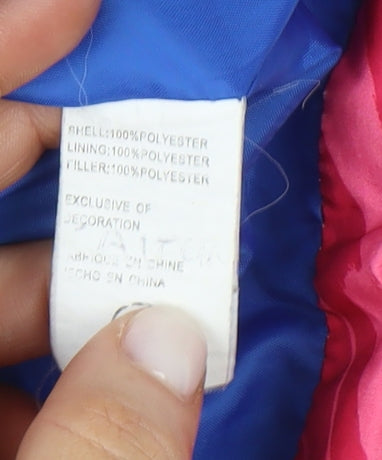 SHELL:100%POLYESTER
LINING:100%POLYESTER
FILLER:100%POLYESTER
EXCLUSIVE OF
DECORATION
EN CHINE
EN CHINA